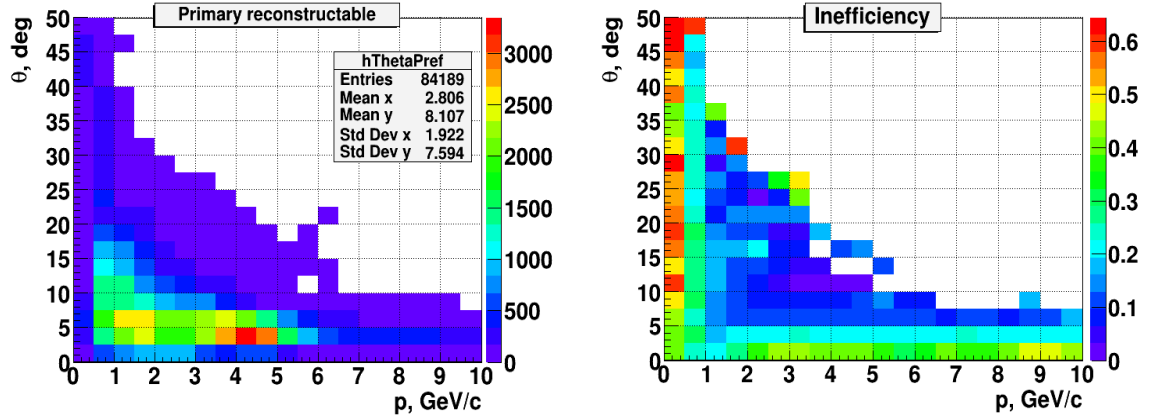 Primary reconstructable
θ, deg
50
45
40
35
30
25
20
15
10
5
0
0 1 2 3 4 5 6 7 8 9 10
p, GeV/c
hThetaPref
Entries 84189
Mean x 2.806
Mean y 8.107
Std Dev x 1.922
Std Dev y 7.594
3000
2500
2000
1500
1000
500
0
Inefficiency
θ, deg
50
45
40
35
30
25
20
15
10
5
0
0 1 2 3 4 5 6 7 8 9 10
p, GeV/c
0.6
0.5
0.4
0.3
0.2
0.1
0